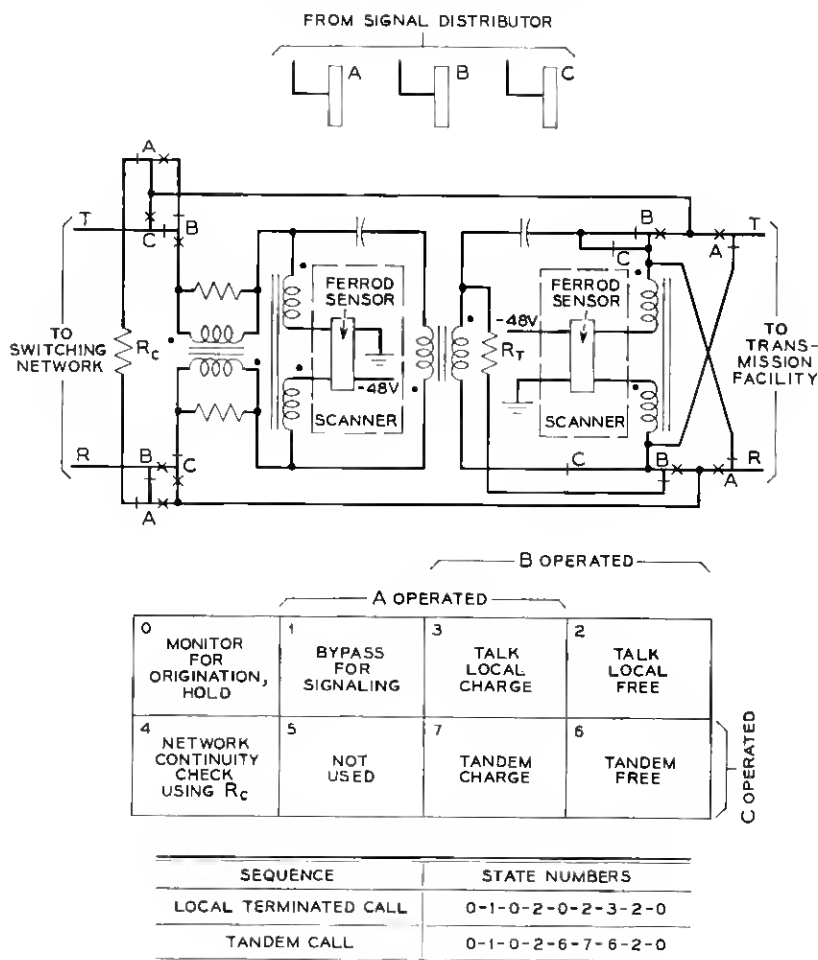 FROM SIGNAL DISTRIBUTOR
A
B
C
A
T
C
B
B
T
C
A
FERROD
SENSOR
-48V
SCANNER
FERROD
SENSOR
-48V
SCANNER
TO
SWITCHING
NETWORK
RC
RT
TO
TRANS-
MISSION
FACILITY
R
B
C
A
C
B
A
R
B OPERATED
A OPERATED
0
MONITOR
FOR
ORIGINATION,
HOLD
1
BYPASS
FOR
SIGNALING
3
TALK
LOCAL
CHARGE
2
TALK
LOCAL
FREE
4
NETWORK
CONTINUITY
CHECK
USING RC
5
NOT
USED
7
TANDEM
CHARGE
6
TANDEM
FREE
C OPERATED
SEQUENCE STATE NUMBERS
LOCAL TERMINATED CALL 0-1-0-2-0-2-3-2-0
TANDEM CALL 0-1-0-2-6-7-6-2-0